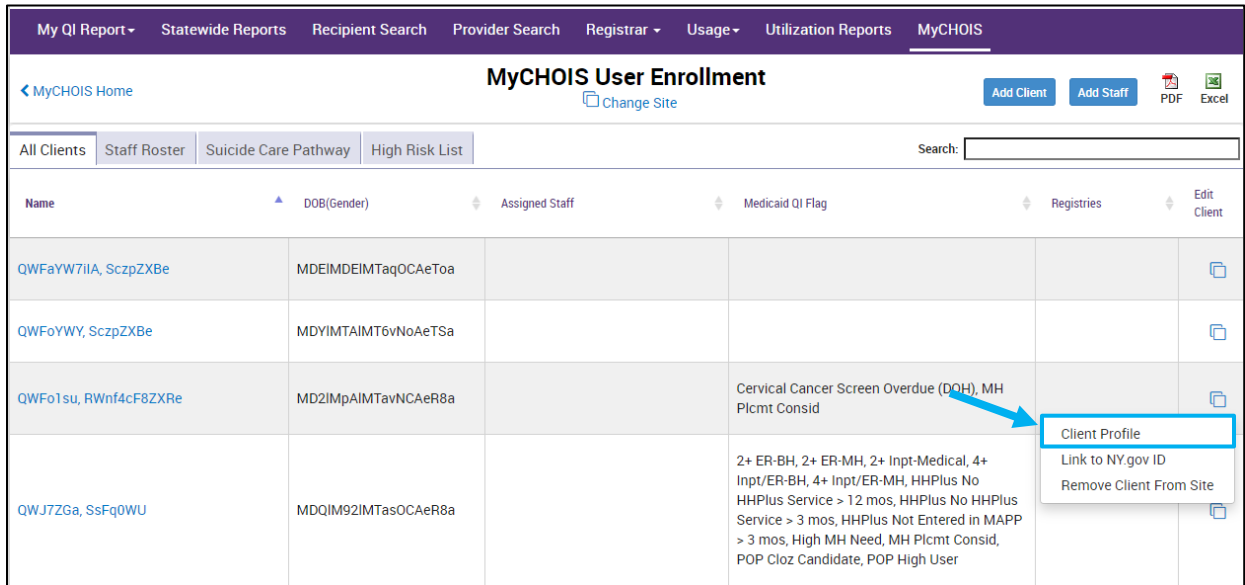 My QI Report Statewide Reports Recipient Search Provider Search Registrar Usage Utilization Reports MyCHOIS
MyCHOIS Home
MyCHOIS User Enrollment
Change Site
Add Client Add Staff PDF Excel
All Clients Staff Roster Suicide Care Pathway High Risk List Search:
Name DOB(Gender) Assigned Staff Medicaid QI Flag Registries Edit
Client
QWFaYW7iIA, SczpZXBe MDEIMDEIMTaqOCAeToa
QWFoYWY, SczpZXBe MDYIMTAIMT6vNoAeTSa
QWFo1su, RWnf4cF8ZXRe MD2IMpAIMTavNCAeR8a
Cervical Cancer Screen Overdue (DOH), MH
Plcmt Consid
Client Profile
Link to NY.gov ID
Remove Client From Site
QWJ7ZGa, SsFq0WU MDQIM92IMTasOCAeR8a
2+ ER-BH, 2+ ER-MH, 2+ Inpt-Medical, 4+
Inpt/ER-BH, 4+ Inpt/ER-MH, HHPlus No
HHPlus Service > 12 mos, HHPlus No HHPlus
Service > 3 mos, HHPlus Not Entered in MAPP
> 3 mos, High MH Need, MH Plcmt Consid,
POP Cloz Candidate, POP High User